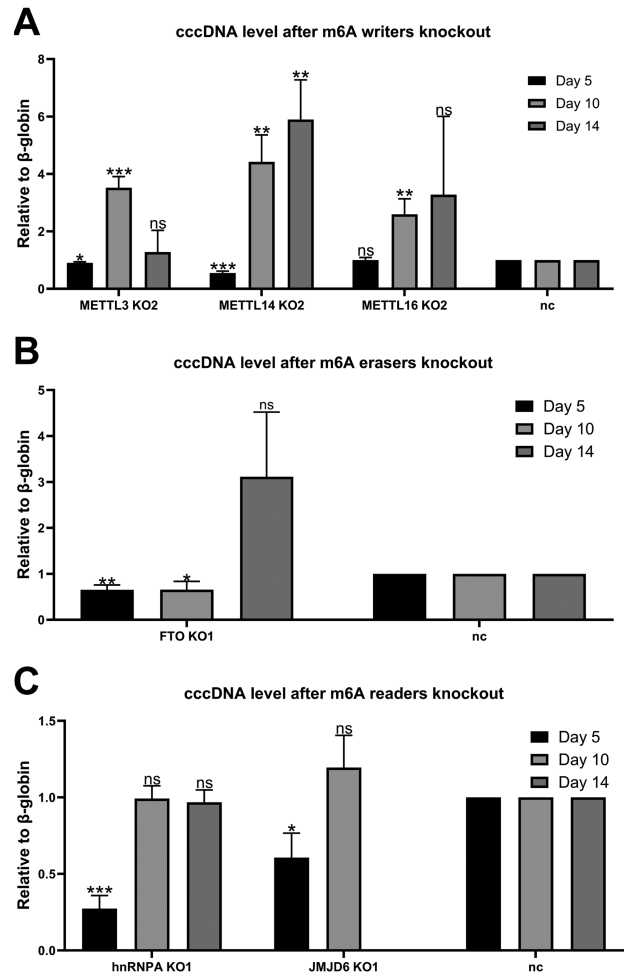 A
cccDNA level after m6A writers knockout
Relative to β-globin
8
6
4
2
0
Day 5
Day 10
Day 14
* *** ns
*** ** **
ns ** ns
METTL3 KO2 METTL14 KO2 METTL16 KO2 nc
B
cccDNA level after m6A erasers knockout
Relative to β-globin
5
4
3
2
1
0
Day 5
Day 10
Day 14
** * ns
FTO KO1 nc
C
cccDNA level after m6A readers knockout
Relative to β-globin
1.5
1.0
0.5
0.0
Day 5
Day 10
Day 14
*** ns ns
* ns
hnRNPA KO1 JMJD6 KO1 nc